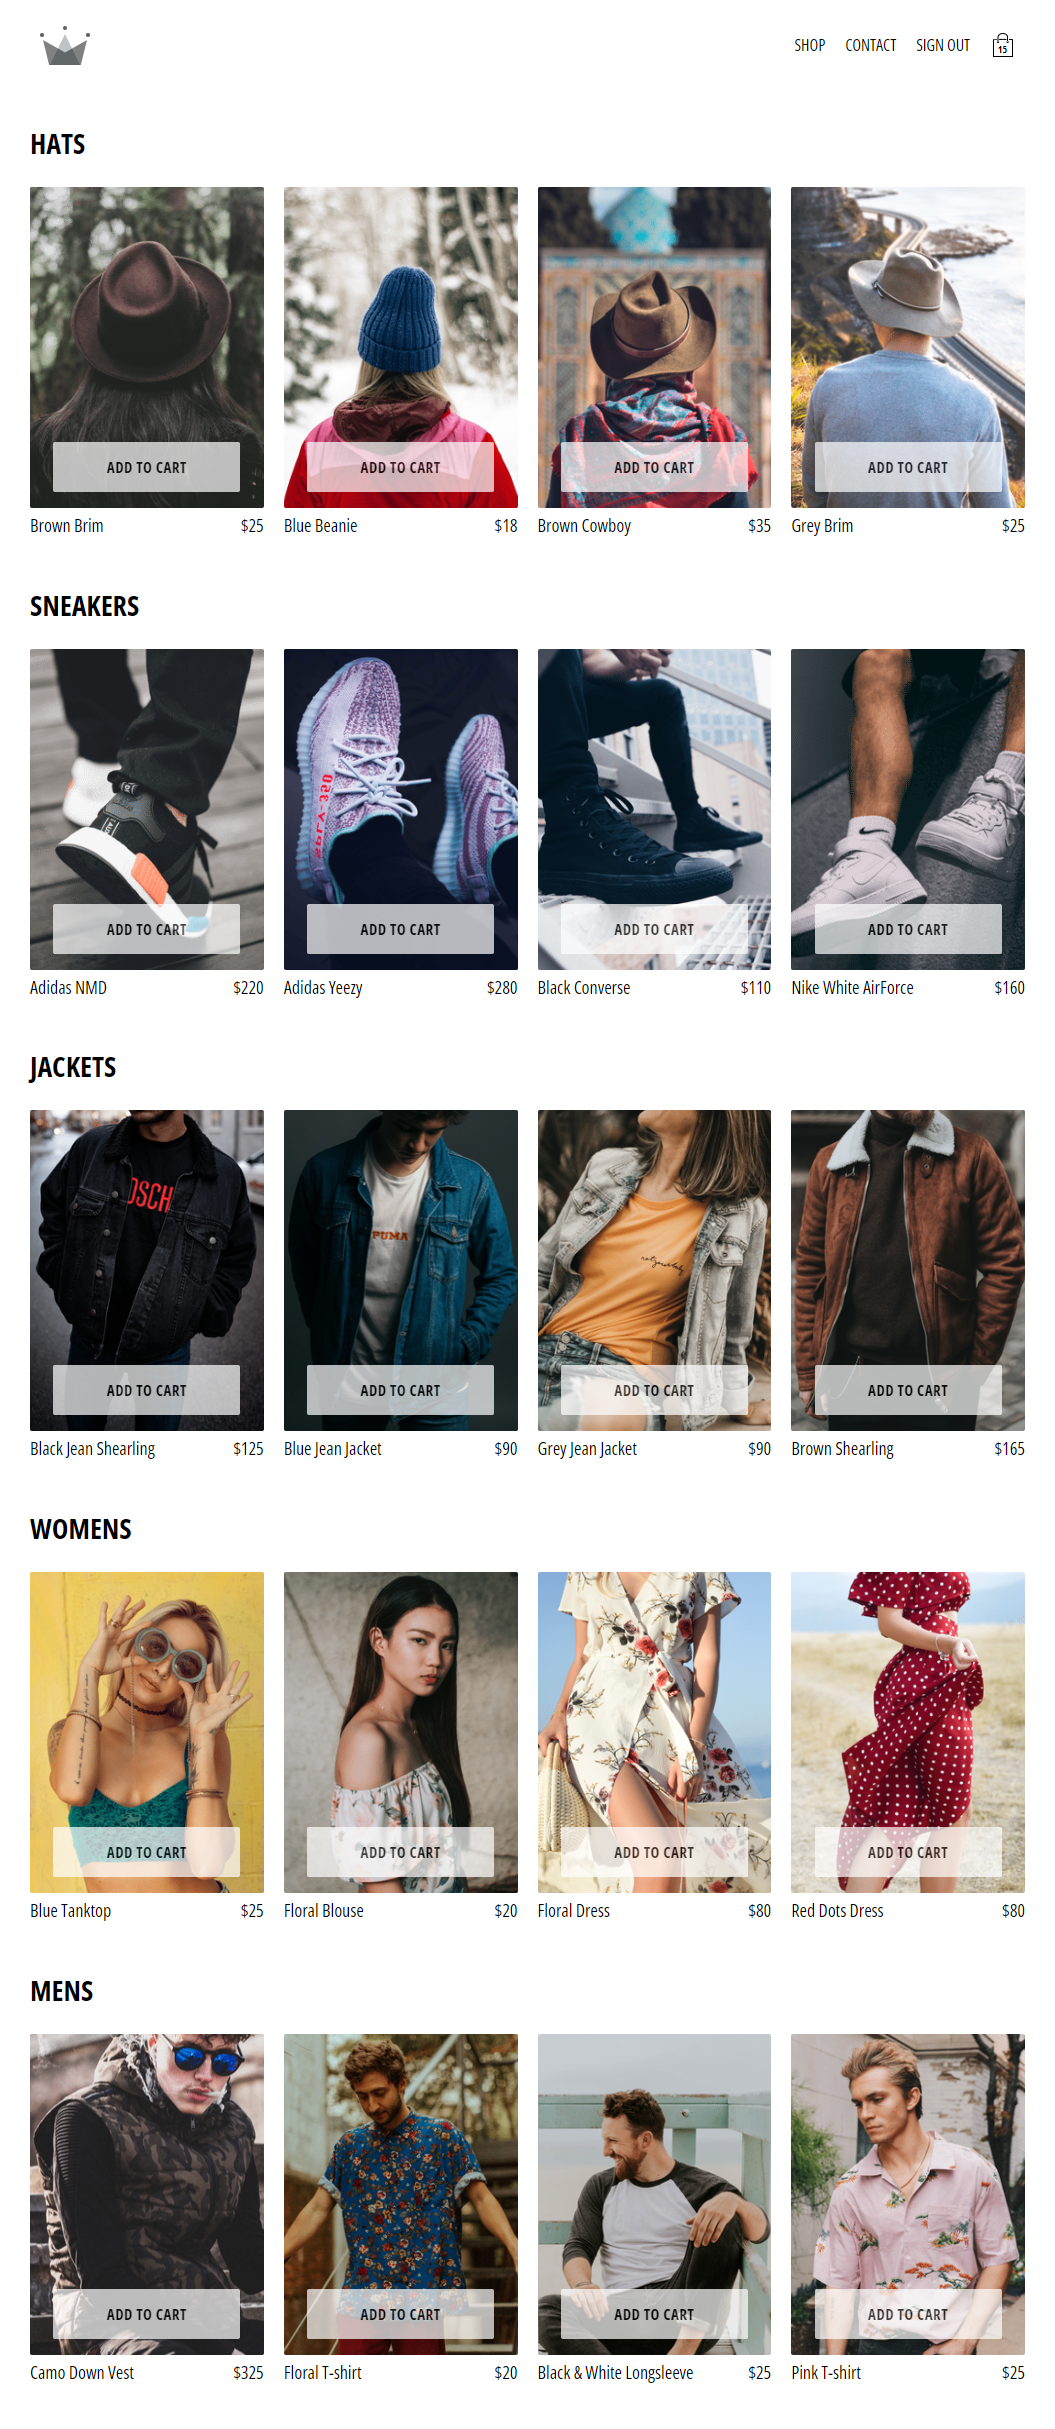 SHOP CONTACT SIGN OUT 15
HATS
ADD TO CART ADD TO CART ADD TO CART ADD TO CART
Brown Brim $25 Blue Beanie $18 Brown Cowboy $35 Grey Brim $25
SNEAKERS
ADD TO CART ADD TO CART ADD TO CART ADD TO CART
Adidas NMD $220 Adidas Yeezy $280 Black Converse $110 Nike White AirForce $160
JACKETS
OSCH
PUMA
ADD TO CART ADD TO CART ADD TO CART ADD TO CART
Black Jean Shearling $125 Blue Jean Jacket $90 Grey Jean Jacket $90 Brown Shearling $165
WOMENS
ADD TO CART ADD TO CART ADD TO CART ADD TO CART
Blue Tanktop $25 Floral Blouse $20 Floral Dress $80 Red Dots Dress $80
MENS
ADD TO CART ADD TO CART ADD TO CART ADD TO CART
Camo Down Vest $325 Floral T-shirt $20 Black & White Longsleeve $25 Pink T-shirt $25